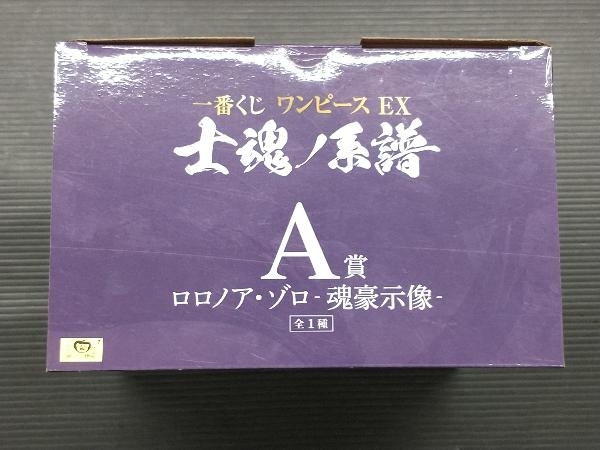 一番くじ ワンピース EX
士魂ノ系譜
A賞
ロロノア・ゾロ - 魂豪示像 -
全1種